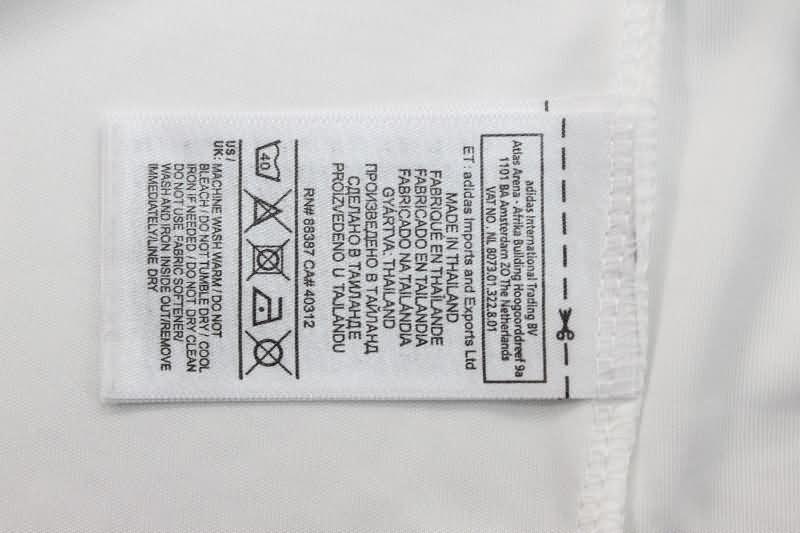 adidas International Trading BV
Atlas Arena - Afrika Building Hoogoorddreef 9a
1101 BA Amsterdam ZO The Netherlands
VAT NO. NL 8073.01.322.8.01
ET: adidas Imports and Exports Ltd
MADE IN THAILAND
FABRIQUÉ EN THAÏLANDE
FABRICADO EN TAILANDIA
FABRICADO NA TAILÂNDIA
GYÁRTVA: THAILAND
ПРОИЗВЕДЕНО В ТАЙЛАНД
СДЕЛАНО В ТАИЛАНДЕ
PROIZVEDENO U TAJLANDU
RN# 88387 CA# 40312
40
US /
UK: MACHINE WASH WARM / DO NOT
BLEACH / DO NOT TUMBLE DRY / COOL
IRON IF NEEDED / DO NOT DRY CLEAN
DO NOT USE FABRIC SOFTENER/
WASH AND IRON INSIDE OUT/REMOVE
IMMEDIATELY/LINE DRY